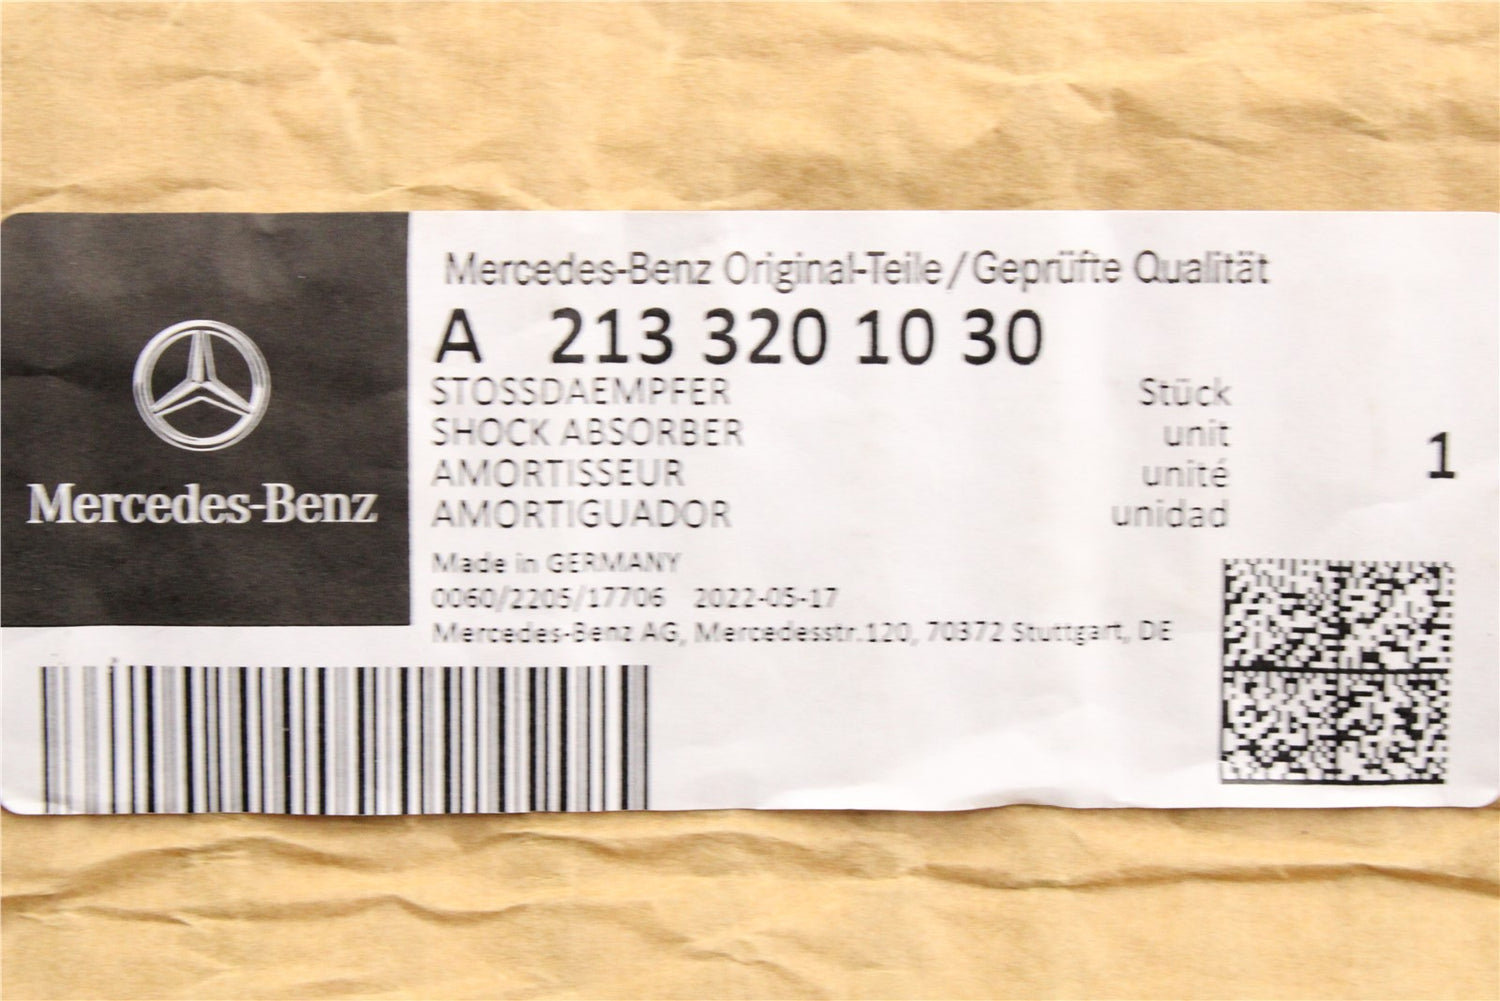 Mercedes-Benz
Mercedes-Benz Original-Teile/Geprüfte Qualität
A 213 320 10 30
STOSSDAEMPFER Stück
SHOCK ABSORBER unit
AMORTISSEUR unité
AMORTIGUADOR unidad
1
Made in GERMANY
0060/2205/17706 2022-05-17
Mercedes-Benz AG, Mercedesstr.120, 70372 Stuttgart, DE